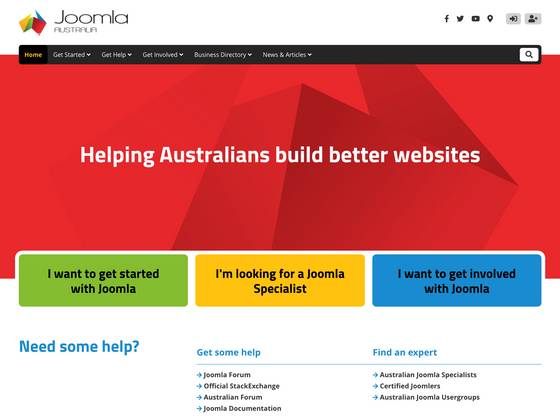 Joomla
AUSTRALIA
Home Get Started Get Help Get Involved Business Directory News & Articles
Helping Australians build better websites
I want to get started
with Joomla
I'm looking for a Joomla
Specialist
I want to get involved
with Joomla
Need some help?
Get some help
Joomla Forum
Official StackExchange
Australian Forum
Joomla Documentation
Find an expert
Australian Joomla Specialists
Certified Joomlers
Australian Joomla Usergroups